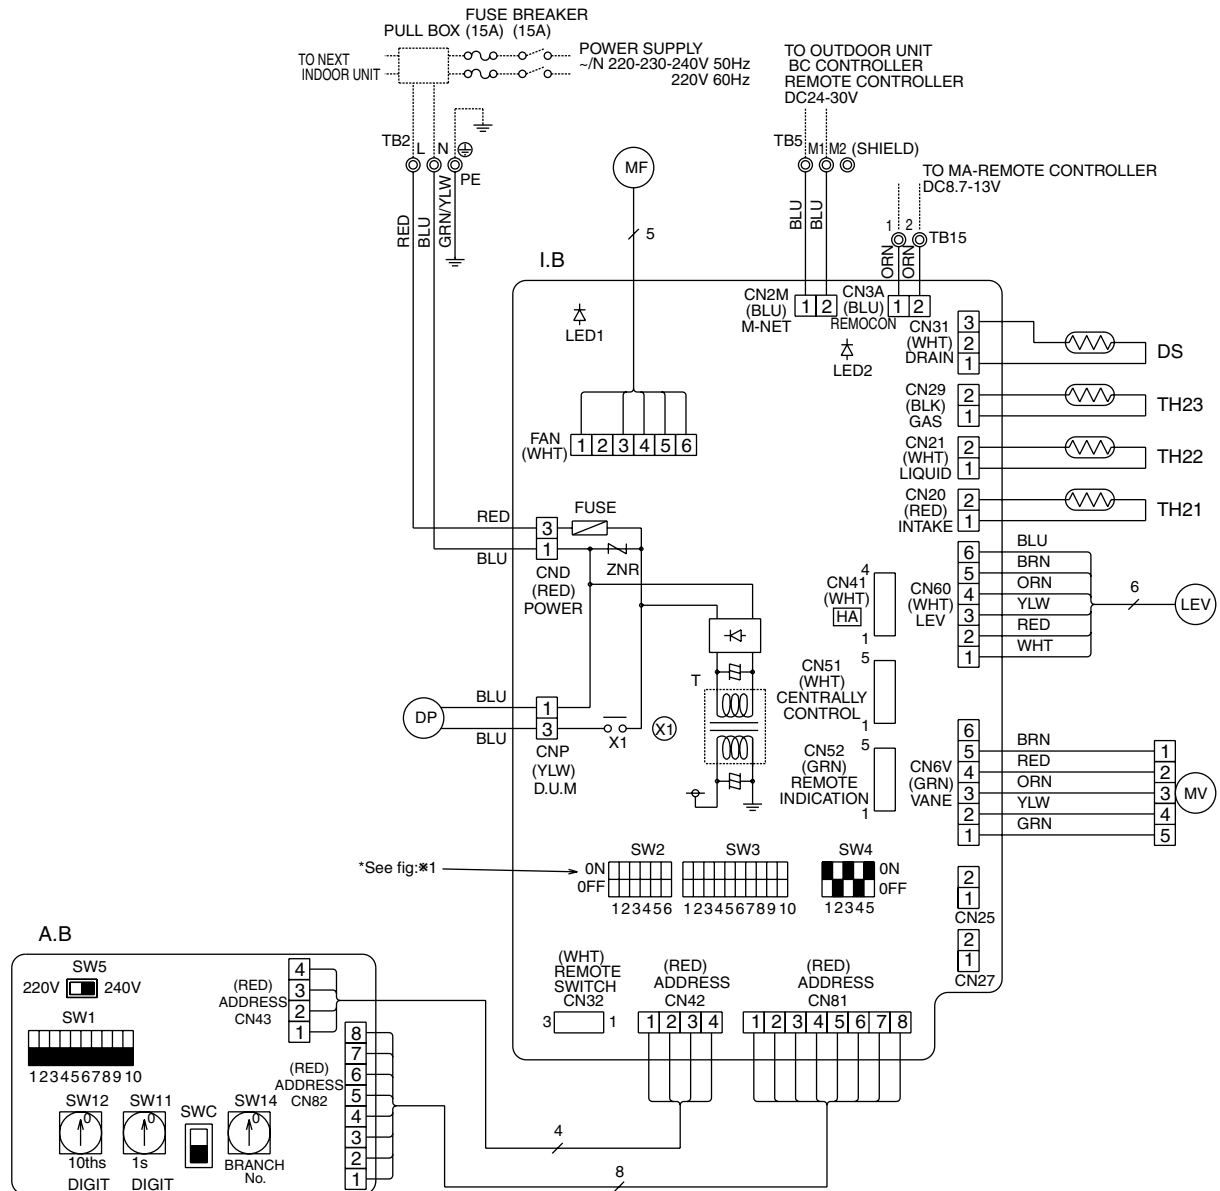 FUSE BREAKER
PULL BOX (15A) (15A)
TO NEXT
INDOOR UNIT
POWER SUPPLY
~/N 220-230-240V 50Hz
220V 60Hz
TO OUTDOOR UNIT
BC CONTROLLER
REMOTE CONTROLLER
DC24-30V
TB2 L N
PE
RED
BLU
GRN/YLW
MF
5
TB5 M1 M2 (SHIELD)
BLU
BLU
TO MA-REMOTE CONTROLLER
DC8.7-13V
1 2
TB15
ORN
ORN
I.B
LED1
CN2M
(BLU)
M-NET
1 2
CN3A
(BLU)
REMOCON
1 2
LED2
CN31
(WHT)
DRAIN
3
2
1
DS
CN29
(BLK)
GAS
2
1
TH23
CN21
(WHT)
LIQUID
2
1
TH22
CN20
(RED)
INTAKE
2
1
TH21
FAN
(WHT)
1 2 3 4 5 6
RED
BLU
3
1
FUSE
ZNR
CND
(RED)
POWER
CN41
(WHT)
HA
4
1
CN60
(WHT)
LEV
6
5
4
3
2
1
BLU
BRN
ORN
YLW
RED
WHT
6
LEV
CN51
(WHT)
CENTRALLY
CONTROL
5
1
T
DP
BLU
BLU
1
3
X1
X1
CNP
(YLW)
D.U.M
CN52
(GRN)
REMOTE
INDICATION
5
1
CN6V
(GRN)
VANE
6
5
4
3
2
1
BRN
RED
ORN
YLW
GRN
1
2
3
4
5
MV
*See fig:※1
SW2
0N
0FF
123456
SW3
12345678910
SW4
0N
0FF
12345
2
1
CN25
2
1
CN27
A.B
SW5
220V 240V
SW1
12345678910
(RED)
ADDRESS
CN43
4
3
2
1
(RED)
ADDRESS
CN82
8
7
6
5
4
3
2
1
SW12
0
10ths
DIGIT
SW11
0
1s
DIGIT
SWC
SW14
0
BRANCH
No.
(WHT)
REMOTE
SWITCH
CN32
3 1
(RED)
ADDRESS
CN42
1 2 3 4
(RED)
ADDRESS
CN81
1 2 3 4 5 6 7 8
4
8